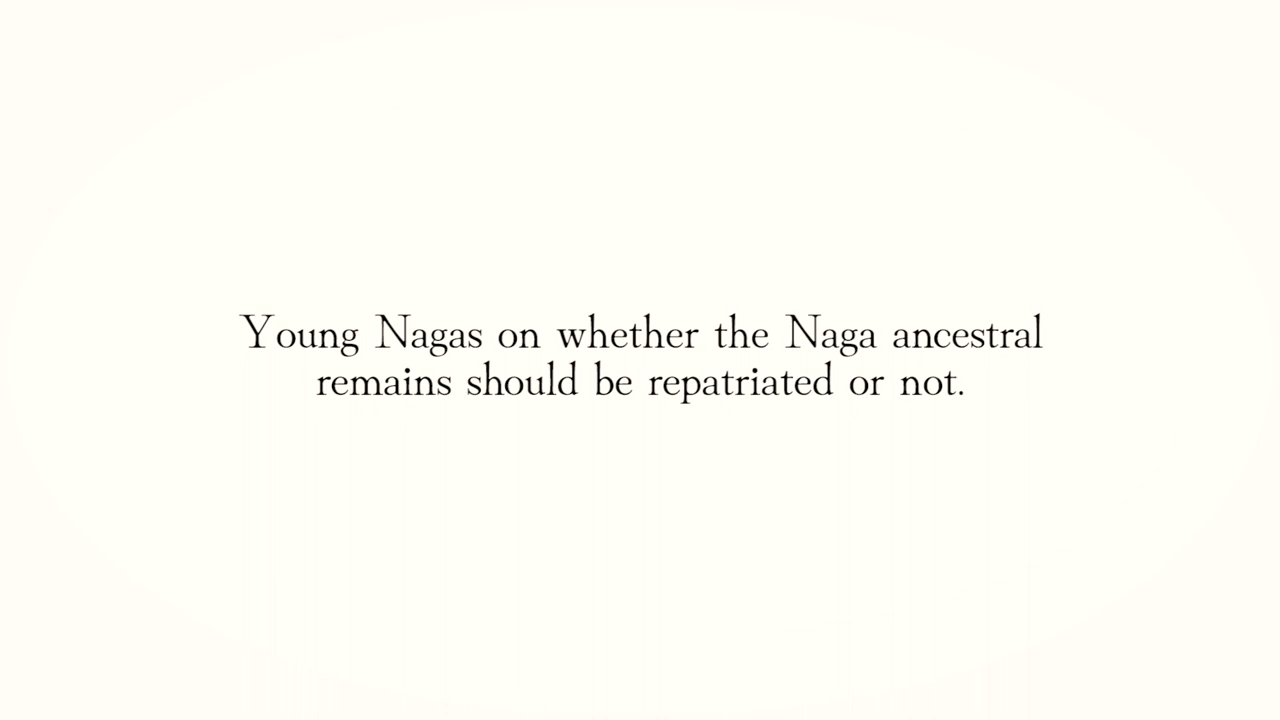 Young Nagas on whether the Naga ancestral
remains should be repatriated or not.